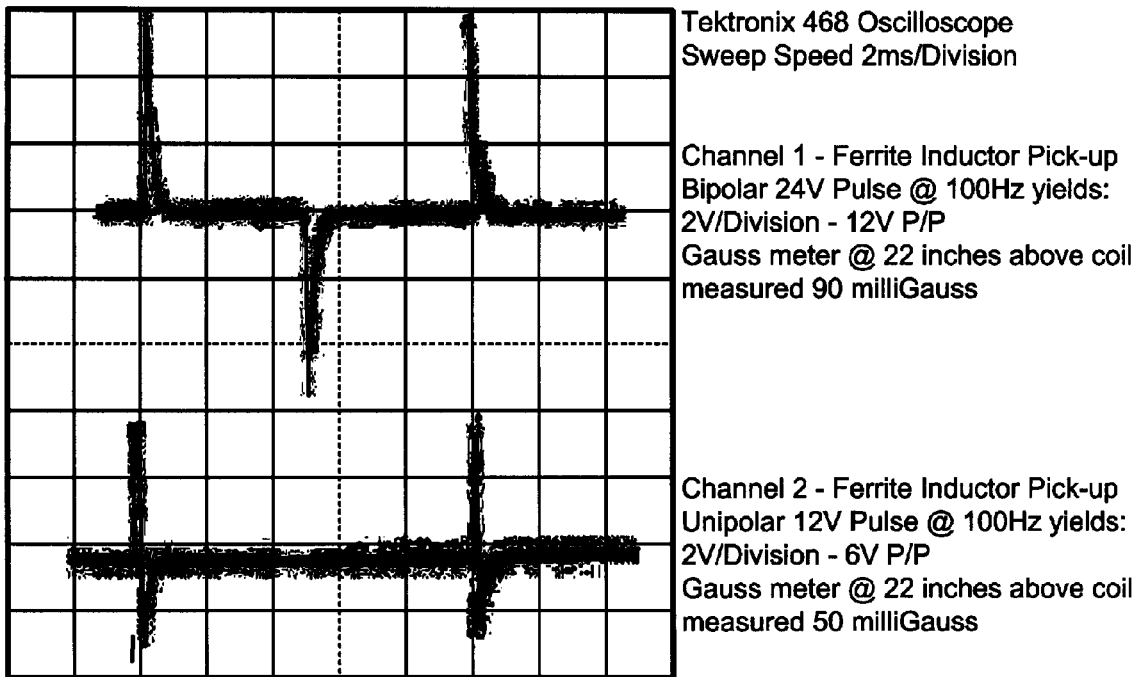 Tektronix 468 Oscilloscope
Sweep Speed 2ms/Division
Channel 1 - Ferrite Inductor Pick-up
Bipolar 24V Pulse @ 100Hz yields:
2V/Division - 12V P/P
Gauss meter @ 22 inches above coil
measured 90 milliGauss
Channel 2 - Ferrite Inductor Pick-up
Unipolar 12V Pulse @ 100Hz yields:
2V/Division - 6V P/P
Gauss meter @ 22 inches above coil
measured 50 milliGauss